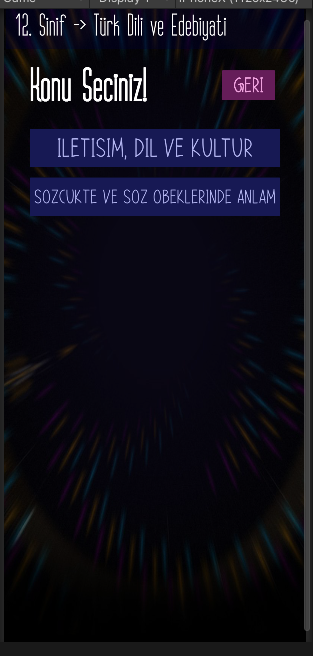 12. Sinif -> Türk Dili ve Edebiyati
Konu Seciniz!
GERI
ILETISIM, DIL VE KULTUR
SOZCUKTE VE SOZ OBEKLERINDE ANLAM